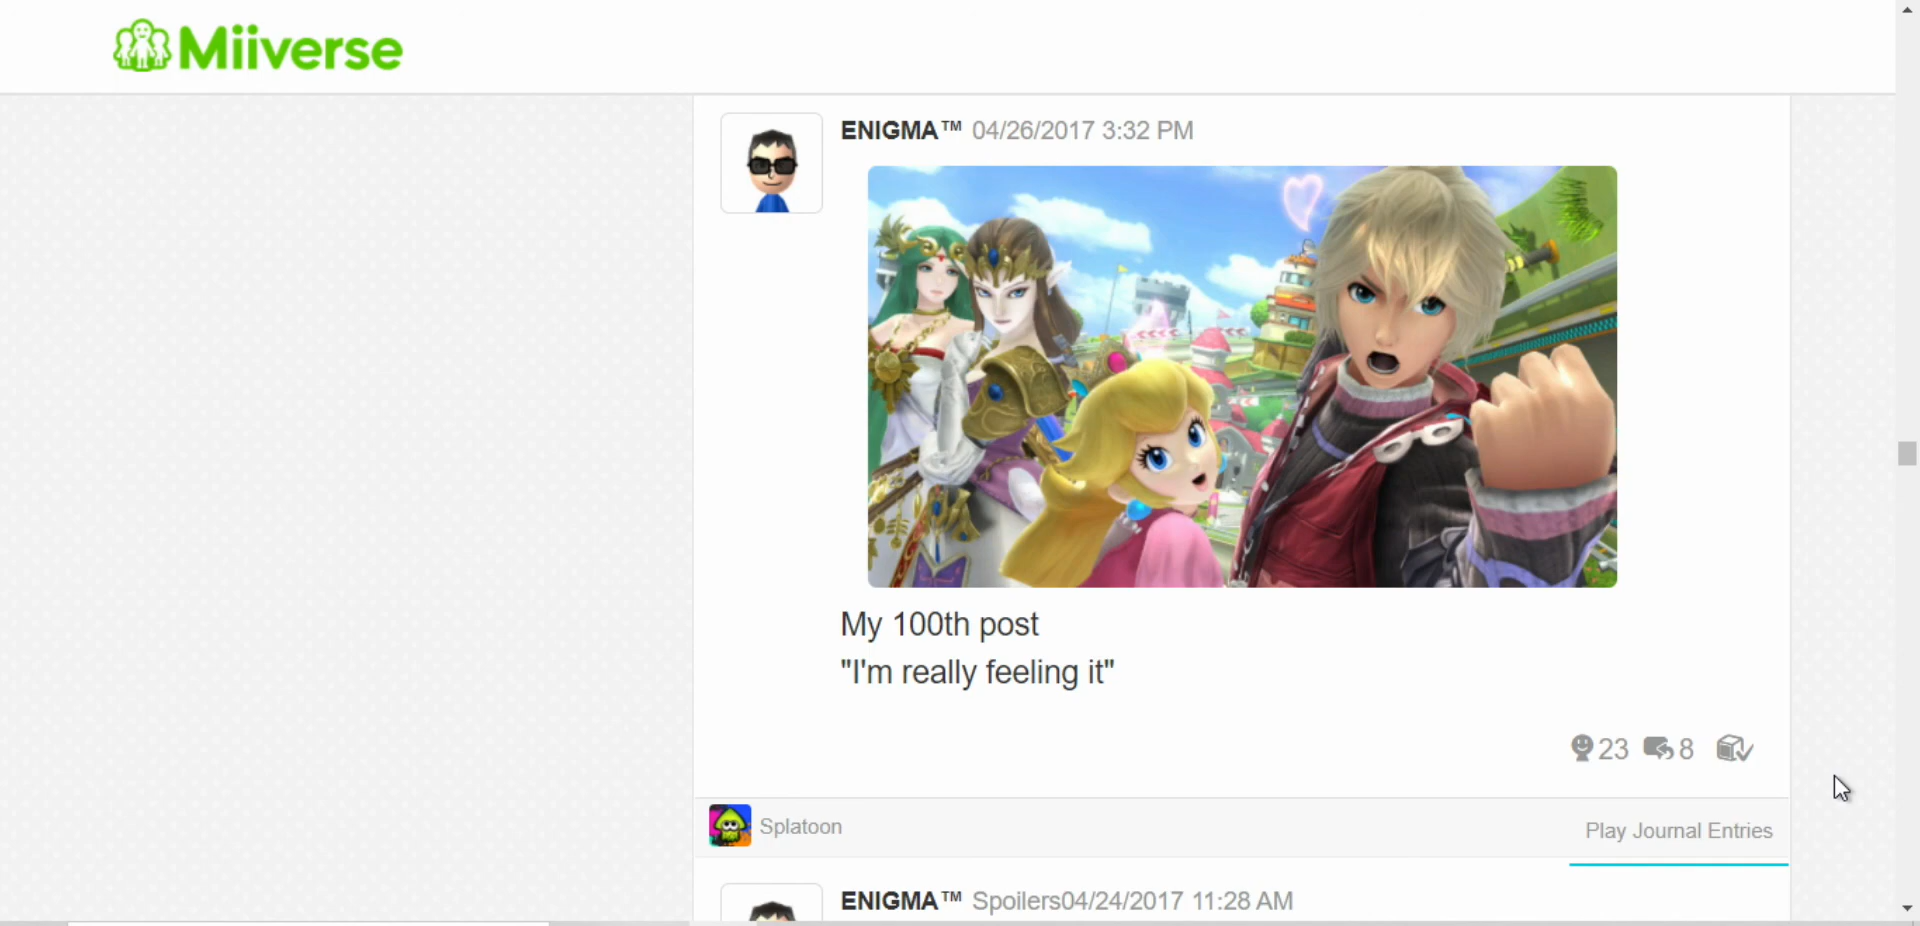 Miiverse
ENIGMA™ 04/26/2017 3:32 PM
My 100th post
"I'm really feeling it"
23 8
Splatoon
Play Journal Entries
ENIGMA™ Spoilers04/24/2017 11:28 AM